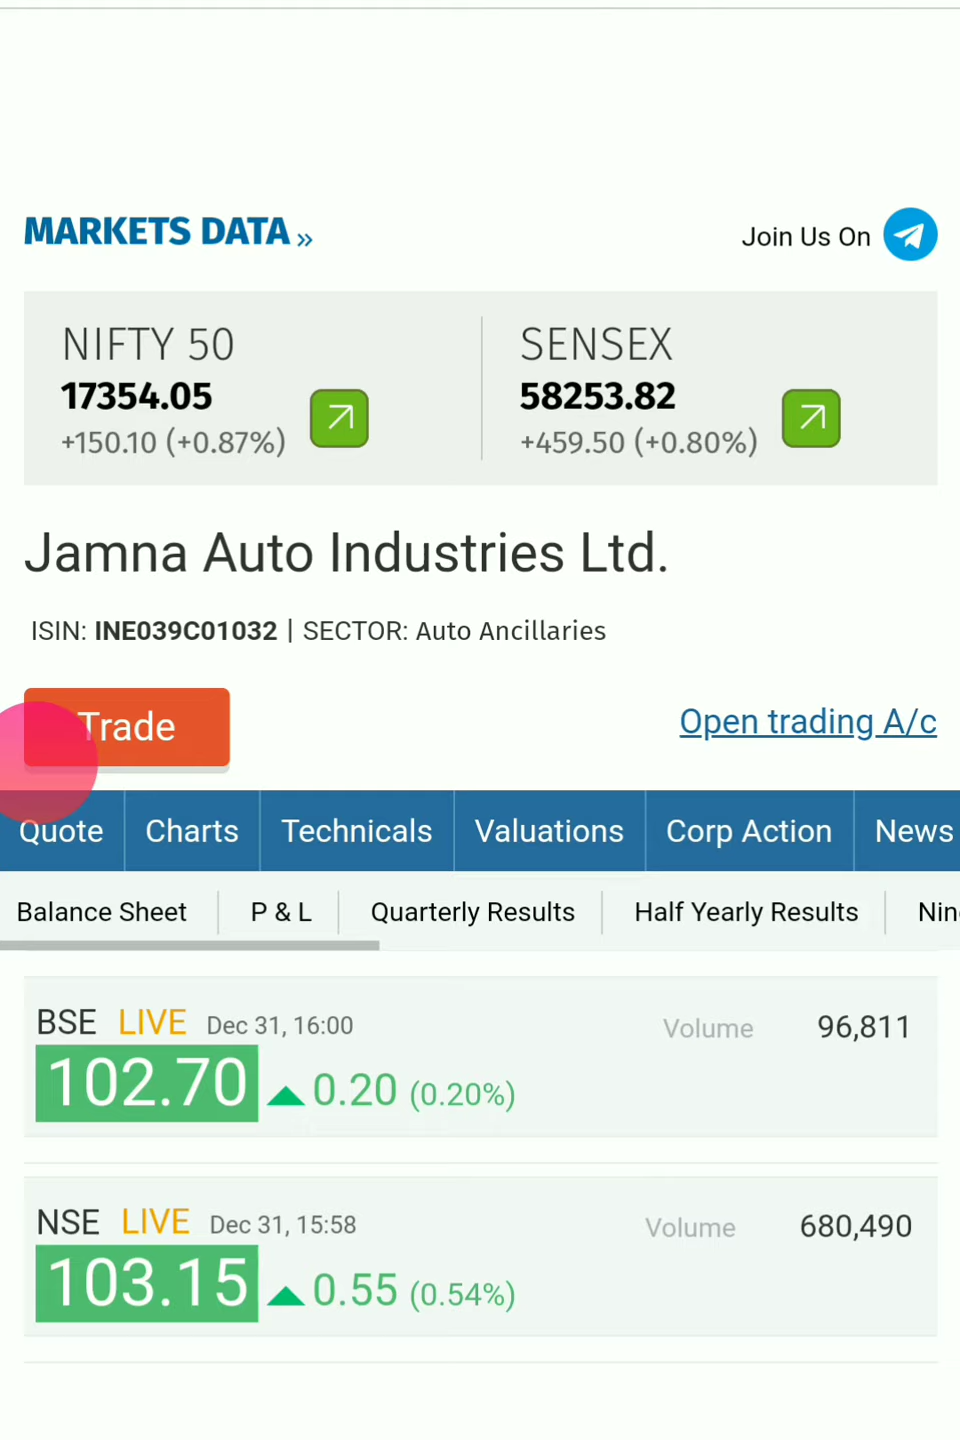 MARKETS DATA »
Join Us On
NIFTY 50
17354.05
+150.10 (+0.87%)
SENSEX
58253.82
+459.50 (+0.80%)
Jamna Auto Industries Ltd.
ISIN: INE039C01032 | SECTOR: Auto Ancillaries
Trade
Open trading A/c
Quote Charts Technicals Valuations Corp Action News
Balance Sheet P & L Quarterly Results Half Yearly Results Nin
BSE LIVE Dec 31, 16:00
Volume 96,811
102.70 ▲ 0.20 (0.20%)
NSE LIVE Dec 31, 15:58
Volume 680,490
103.15 ▲ 0.55 (0.54%)